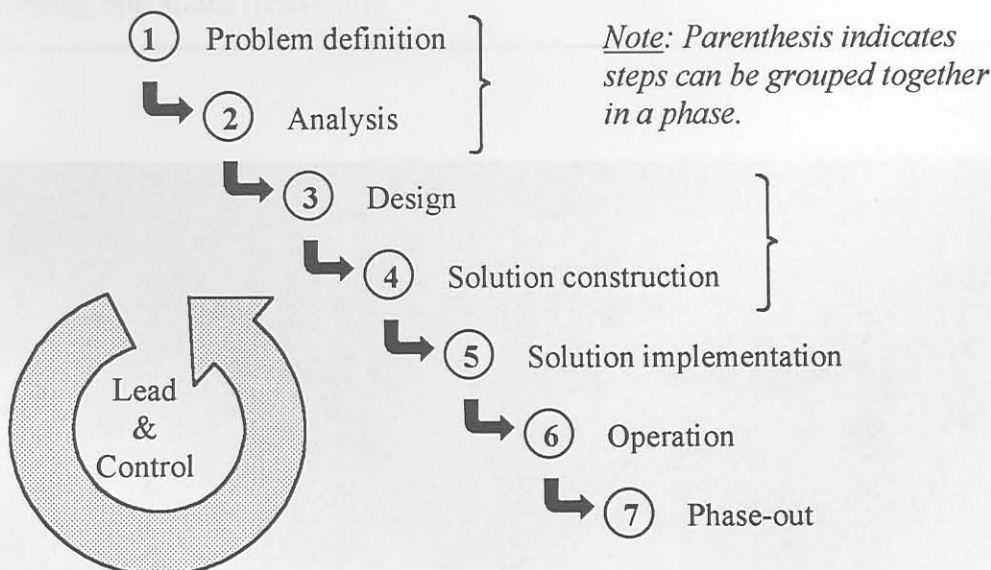 1 Problem definition
Note: Parenthesis indicates
steps can be grouped together
in a phase.
2 Analysis
3 Design
4 Solution construction
5 Solution implementation
6 Operation
7 Phase-out
Lead
&
Control